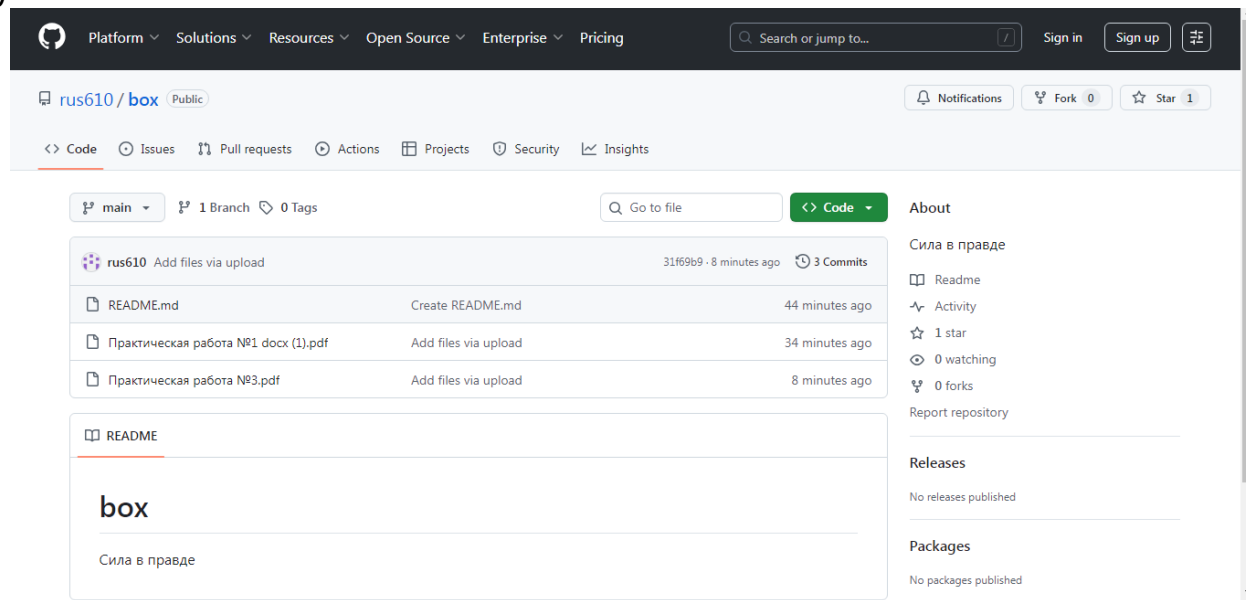 Platform Solutions Resources Open Source Enterprise Pricing Search or jump to... / Sign in Sign up
rus610 / box Public Notifications Fork 0 Star 1
<> Code Issues Pull requests Actions Projects Security Insights
main 1 Branch 0 Tags Go to file <> Code
About
Сила в правде
rus610 Add files via upload 31f69b9 · 8 minutes ago 3 Commits
README.md Create README.md 44 minutes ago
Практическая работа №1 docx (1).pdf Add files via upload 34 minutes ago
Практическая работа №3.pdf Add files via upload 8 minutes ago
Readme
Activity
1 star
0 watching
0 forks
Report repository
README
box
Сила в правде
Releases
No releases published
Packages
No packages published